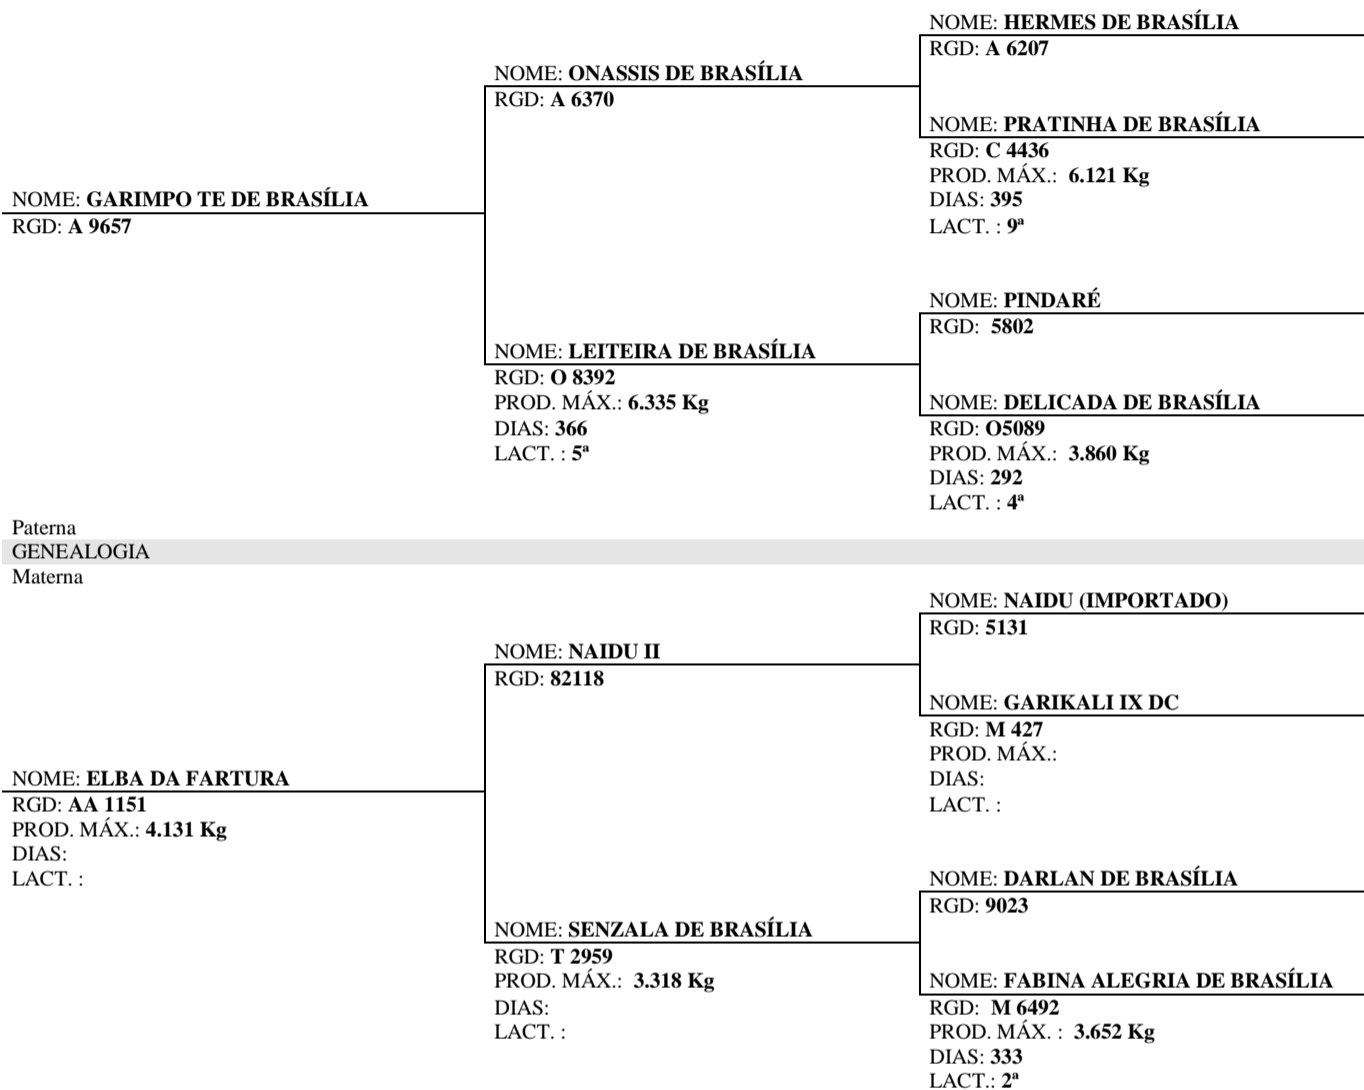 NOME: HERMES DE BRASÍLIA
RGD: A 6207
NOME: ONASSIS DE BRASÍLIA
RGD: A 6370
NOME: PRATINHA DE BRASÍLIA
RGD: C 4436
PROD. MÁX.: 6.121 Kg
DIAS: 395
LACT. : 9ª
NOME: GARIMPO TE DE BRASÍLIA
RGD: A 9657
NOME: PINDARÉ
RGD: 5802
NOME: LEITEIRA DE BRASÍLIA
RGD: O 8392
PROD. MÁX.: 6.335 Kg
DIAS: 366
LACT. : 5ª
NOME: DELICADA DE BRASÍLIA
RGD: O5089
PROD. MÁX.: 3.860 Kg
DIAS: 292
LACT. : 4ª
Paterna
GENEALOGIA
Materna
NOME: NAIDU (IMPORTADO)
RGD: 5131
NOME: NAIDU II
RGD: 82118
NOME: GARIKALI IX DC
RGD: M 427
PROD. MÁX.:
DIAS:
LACT. :
NOME: ELBA DA FARTURA
RGD: AA 1151
PROD. MÁX.: 4.131 Kg
DIAS:
LACT. :
NOME: DARLAN DE BRASÍLIA
RGD: 9023
NOME: SENZALA DE BRASÍLIA
RGD: T 2959
PROD. MÁX.: 3.318 Kg
DIAS:
LACT. :
NOME: FABINA ALEGRIA DE BRASÍLIA
RGD: M 6492
PROD. MÁX. : 3.652 Kg
DIAS: 333
LACT.: 2ª